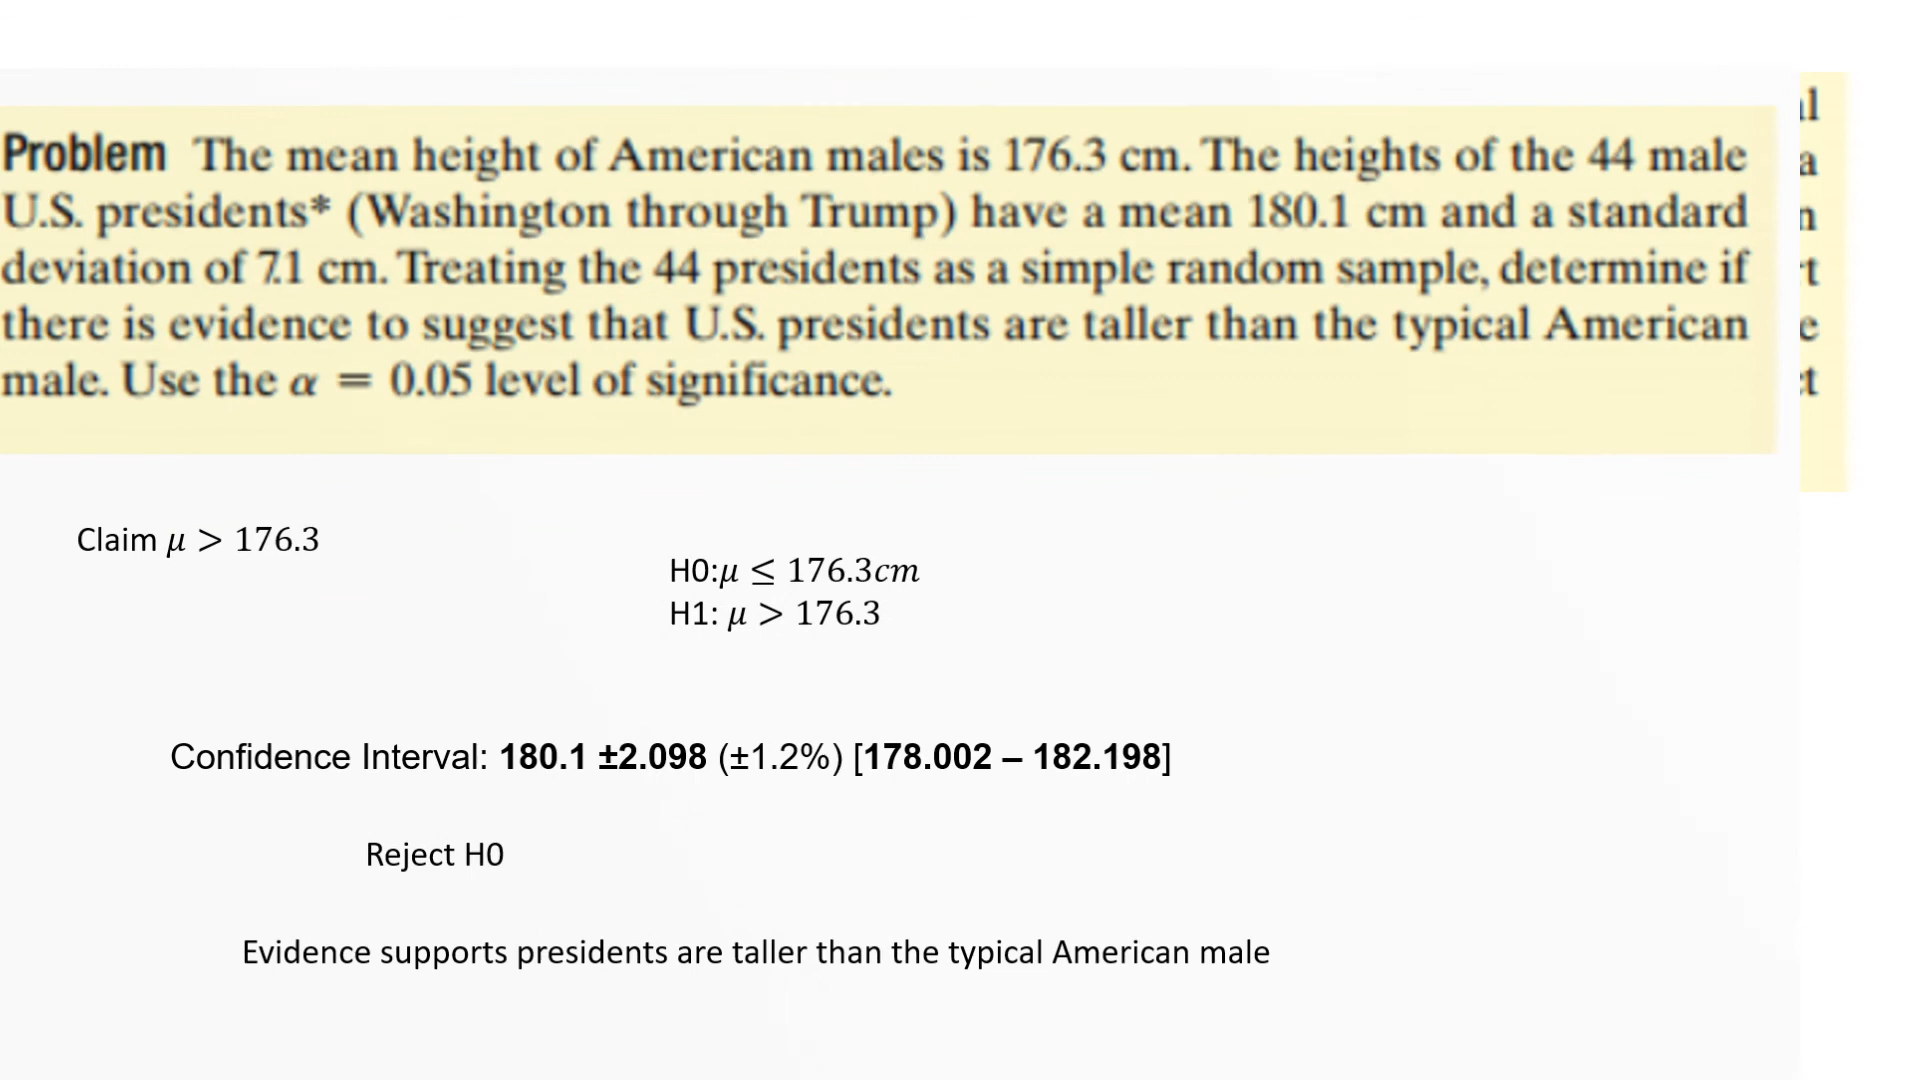 Problem The mean height of American males is 176.3 cm. The heights of the 44 male
U.S. presidents* (Washington through Trump) have a mean 180.1 cm and a standard
deviation of 7.1 cm. Treating the 44 presidents as a simple random sample, determine if
there is evidence to suggest that U.S. presidents are taller than the typical American
male. Use the α = 0.05 level of significance.
Claim μ > 176.3
H0:μ ≤ 176.3cm
H1: μ > 176.3
Confidence Interval: 180.1 ±2.098 (±1.2%) [178.002 – 182.198]
Reject H0
Evidence supports presidents are taller than the typical American male